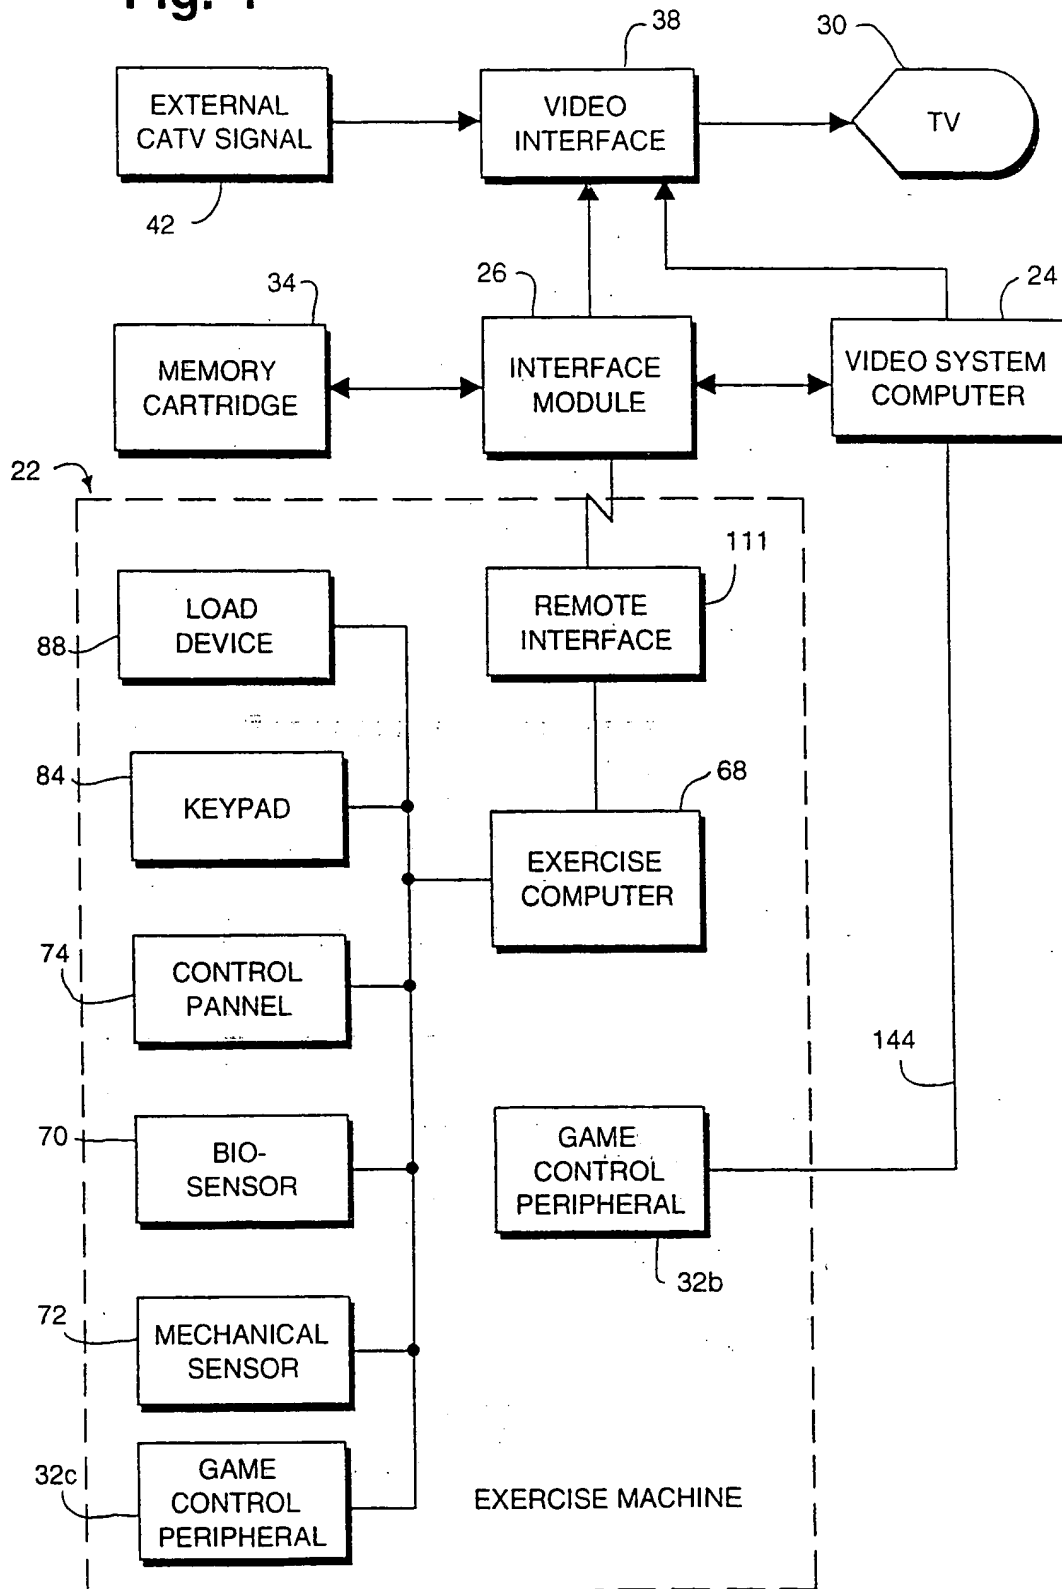 38
30
EXTERNAL
CATV SIGNAL
VIDEO
INTERFACE
TV
42
34
26
24
MEMORY
CARTRIDGE
INTERFACE
MODULE
VIDEO SYSTEM
COMPUTER
22
111
LOAD
DEVICE
REMOTE
INTERFACE
88
84
KEYPAD
68
EXERCISE
COMPUTER
74
CONTROL
PANNEL
144
70
BIO-
SENSOR
GAME
CONTROL
PERIPHERAL
32b
72
MECHANICAL
SENSOR
32c
GAME
CONTROL
PERIPHERAL
EXERCISE MACHINE